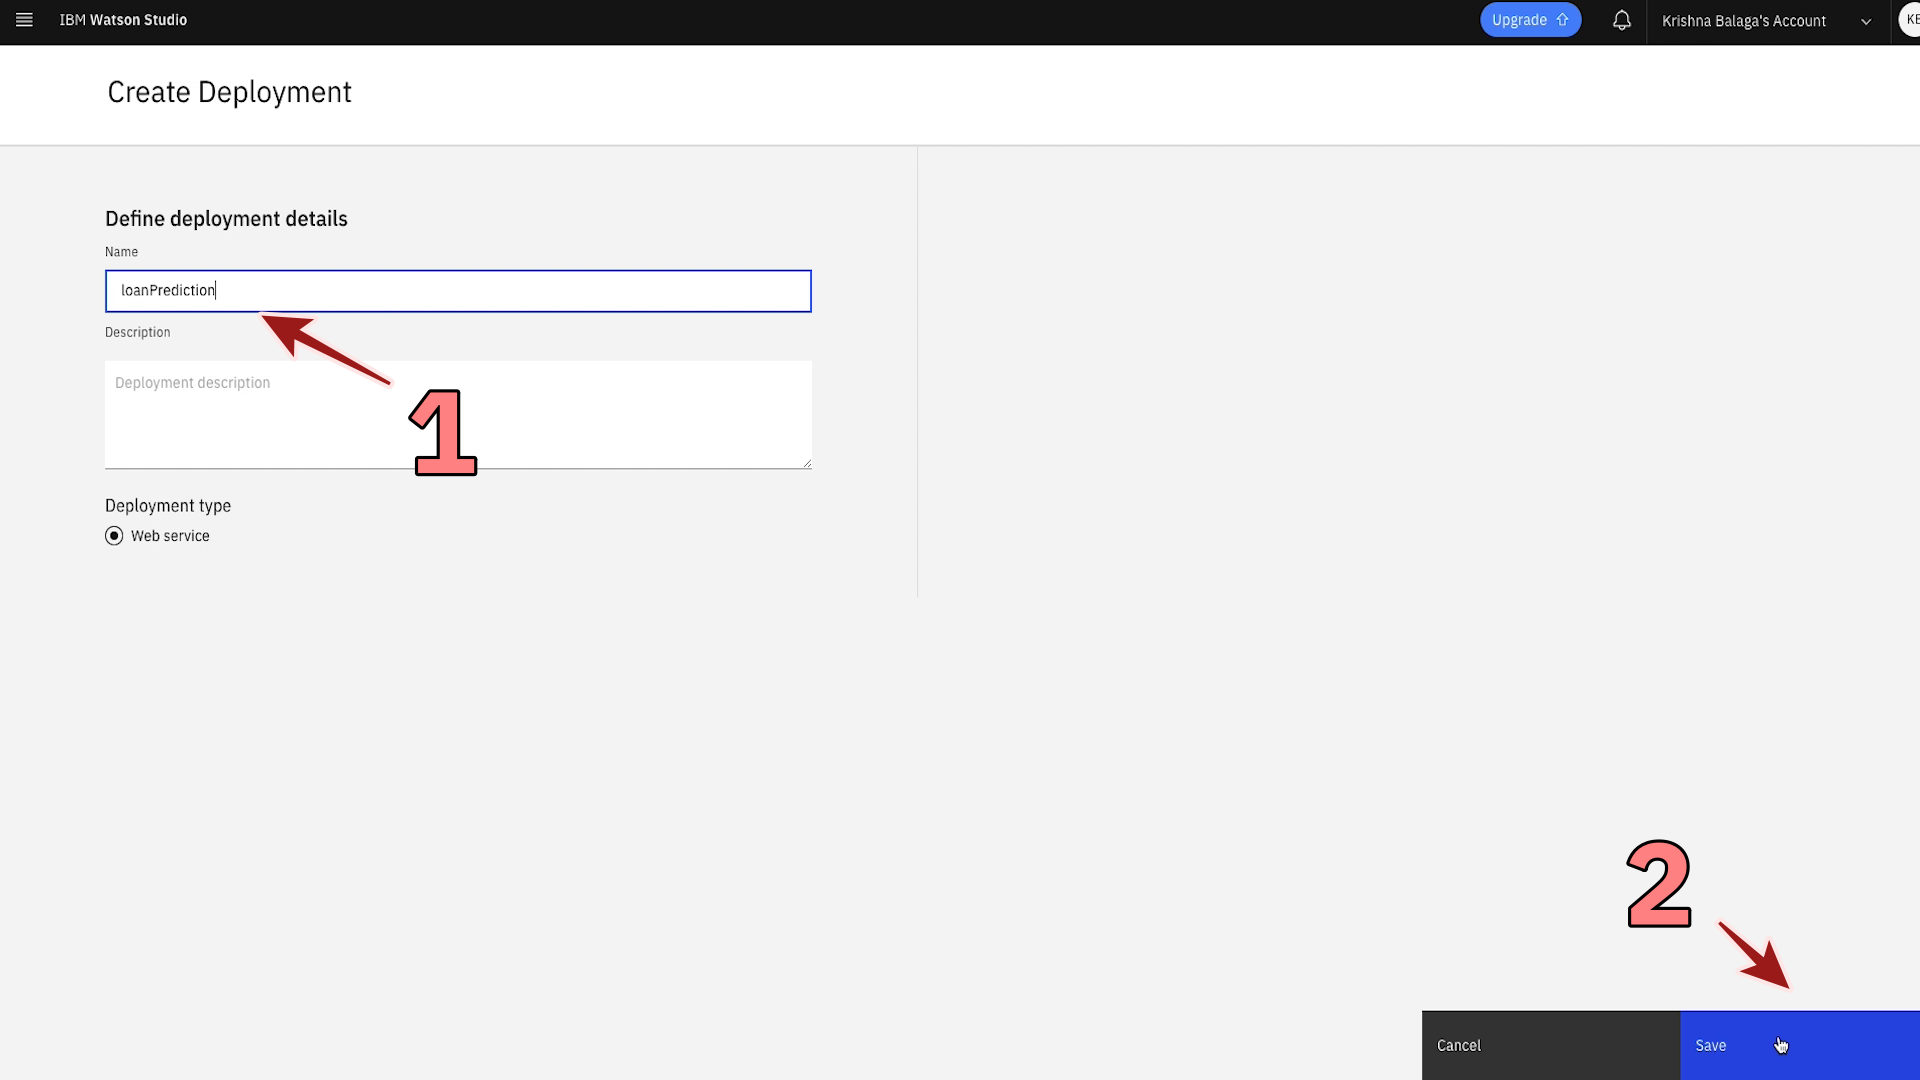 IBM Watson Studio
Upgrade
Krishna Balaga's Account
Create Deployment
Define deployment details
Name
loanPrediction
Description
Deployment description
1
Deployment type
Web service
2
Cancel
Save